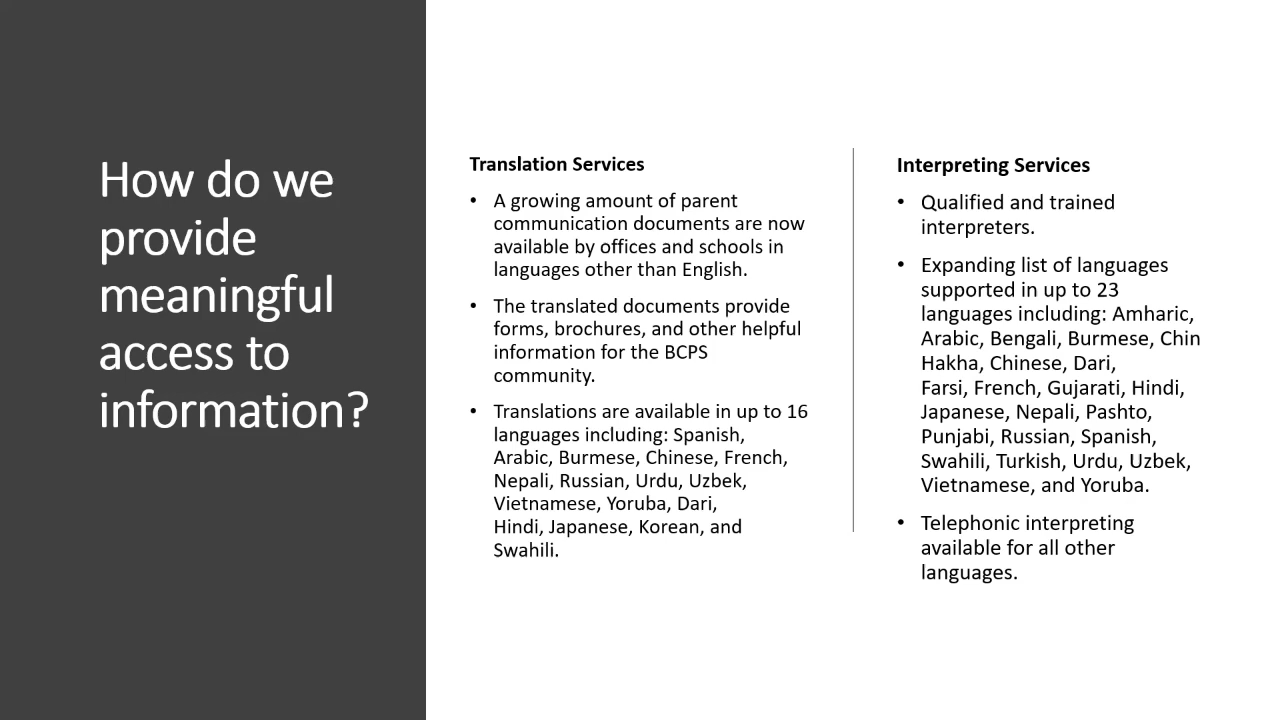 How do we
provide
meaningful
access to
information?
Translation Services
• A growing amount of parent
communication documents are now
available by offices and schools in
languages other than English.
• The translated documents provide
forms, brochures, and other helpful
information for the BCPS
community.
• Translations are available in up to 16
languages including: Spanish,
Arabic, Burmese, Chinese, French,
Nepali, Russian, Urdu, Uzbek,
Vietnamese, Yoruba, Dari,
Hindi, Japanese, Korean, and
Swahili.
Interpreting Services
• Qualified and trained
interpreters.
• Expanding list of languages
supported in up to 23
languages including: Amharic,
Arabic, Bengali, Burmese, Chin
Hakha, Chinese, Dari,
Farsi, French, Gujarati, Hindi,
Japanese, Nepali, Pashto,
Punjabi, Russian, Spanish,
Swahili, Turkish, Urdu, Uzbek,
Vietnamese, and Yoruba.
• Telephonic interpreting
available for all other
languages.